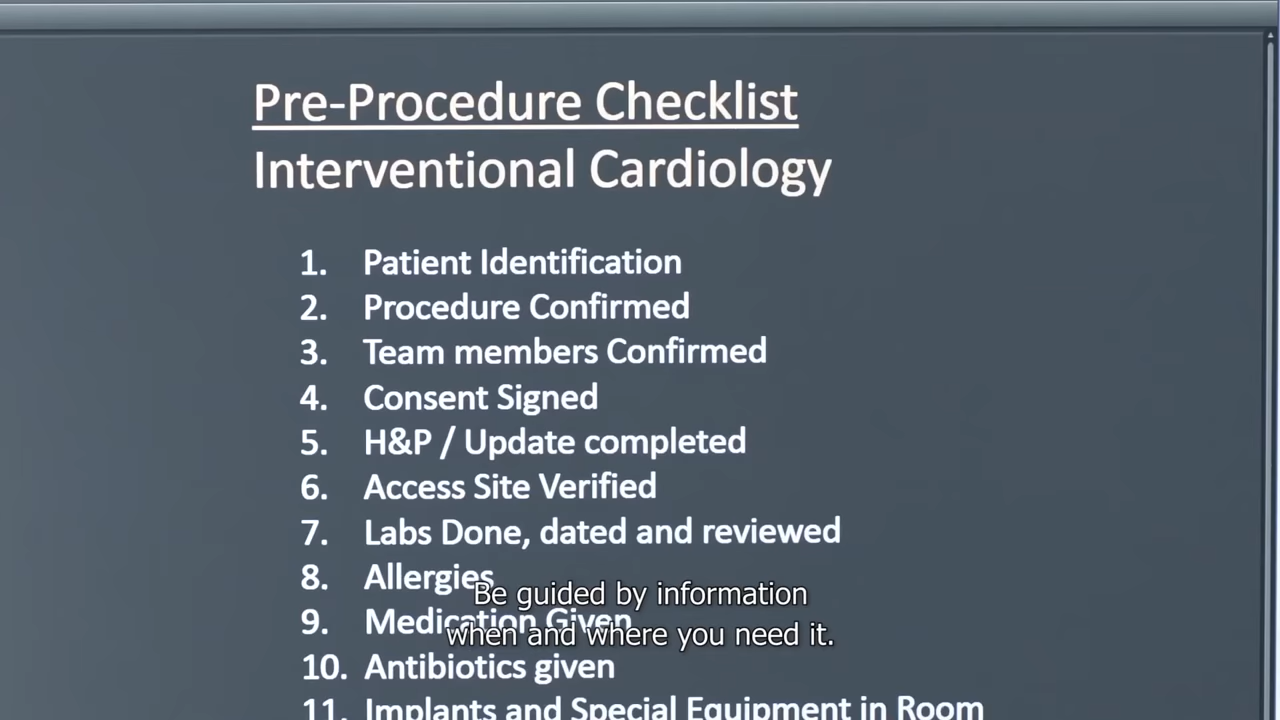 Pre-Procedure Checklist
Interventional Cardiology
1. Patient Identification
2. Procedure Confirmed
3. Team members Confirmed
4. Consent Signed
5. H&P / Update completed
6. Access Site Verified
7. Labs Done, dated and reviewed
8. Allergies
9. Medication Given
10. Antibiotics given
11. Implants and Special Equipment in Room
Be guided by information
when and where you need it.